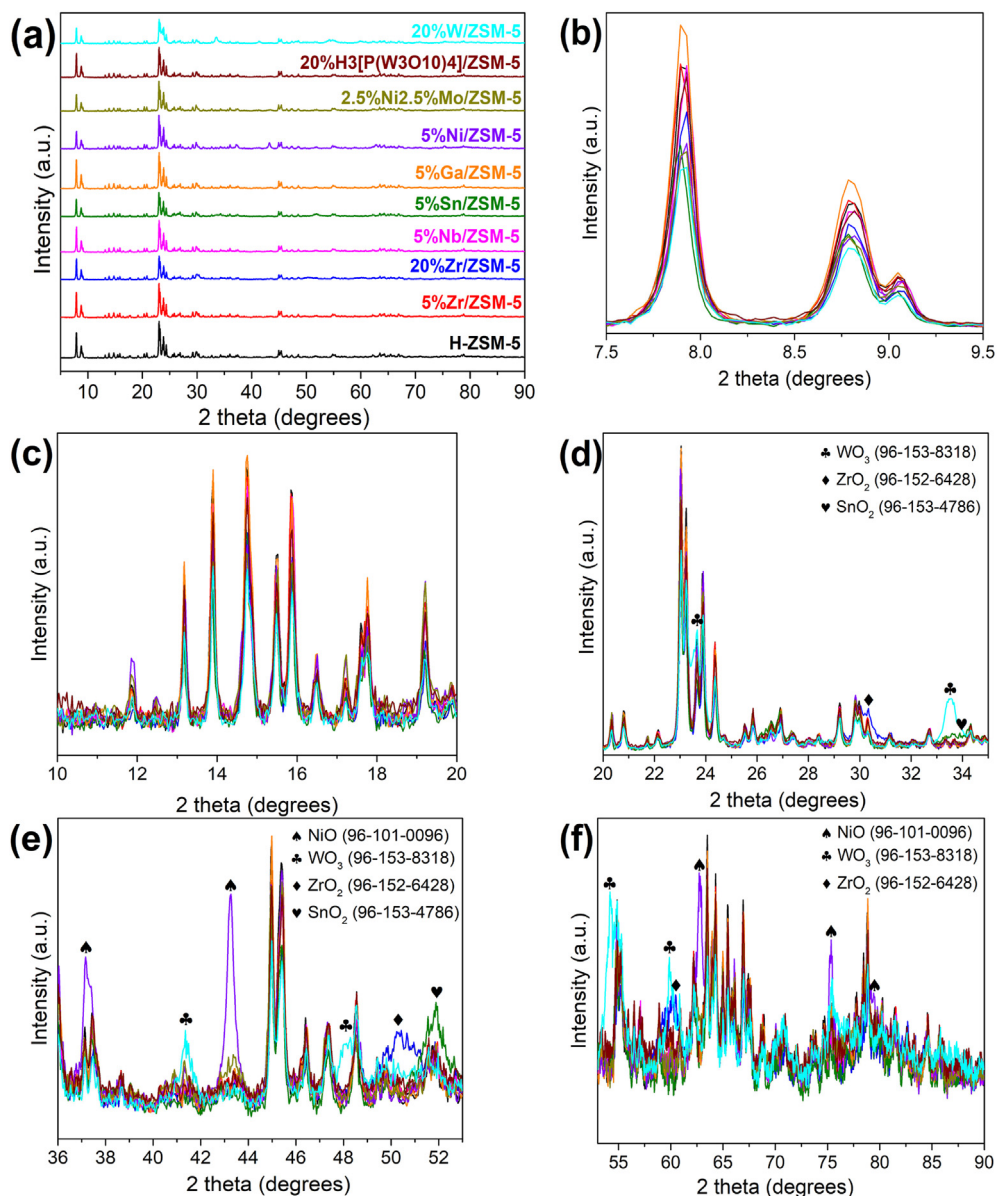 (a)
20%W/ZSM-5
20%H3[P(W3O10)4]/ZSM-5
2.5%Ni2.5%Mo/ZSM-5
5%Ni/ZSM-5
5%Ga/ZSM-5
5%Sn/ZSM-5
5%Nb/ZSM-5
20%Zr/ZSM-5
5%Zr/ZSM-5
H-ZSM-5
Intensity (a.u.)
10 20 30 40 50 60 70 80 90
2 theta (degrees)
(b)
Intensity (a.u.)
7.5 8.0 8.5 9.0 9.5
2 theta (degrees)
(c)
Intensity (a.u.)
10 12 14 16 18 20
2 theta (degrees)
(d)
♣ WO3 (96-153-8318)
♦ ZrO2 (96-152-6428)
♥ SnO2 (96-153-4786)
Intensity (a.u.)
20 22 24 26 28 30 32 34
2 theta (degrees)
(e)
♠ NiO (96-101-0096)
♣ WO3 (96-153-8318)
♦ ZrO2 (96-152-6428)
♥ SnO2 (96-153-4786)
Intensity (a.u.)
36 38 40 42 44 46 48 50 52
2 theta (degrees)
(f)
♠ NiO (96-101-0096)
♣ WO3 (96-153-8318)
♦ ZrO2 (96-152-6428)
Intensity (a.u.)
55 60 65 70 75 80 85 90
2 theta (degrees)